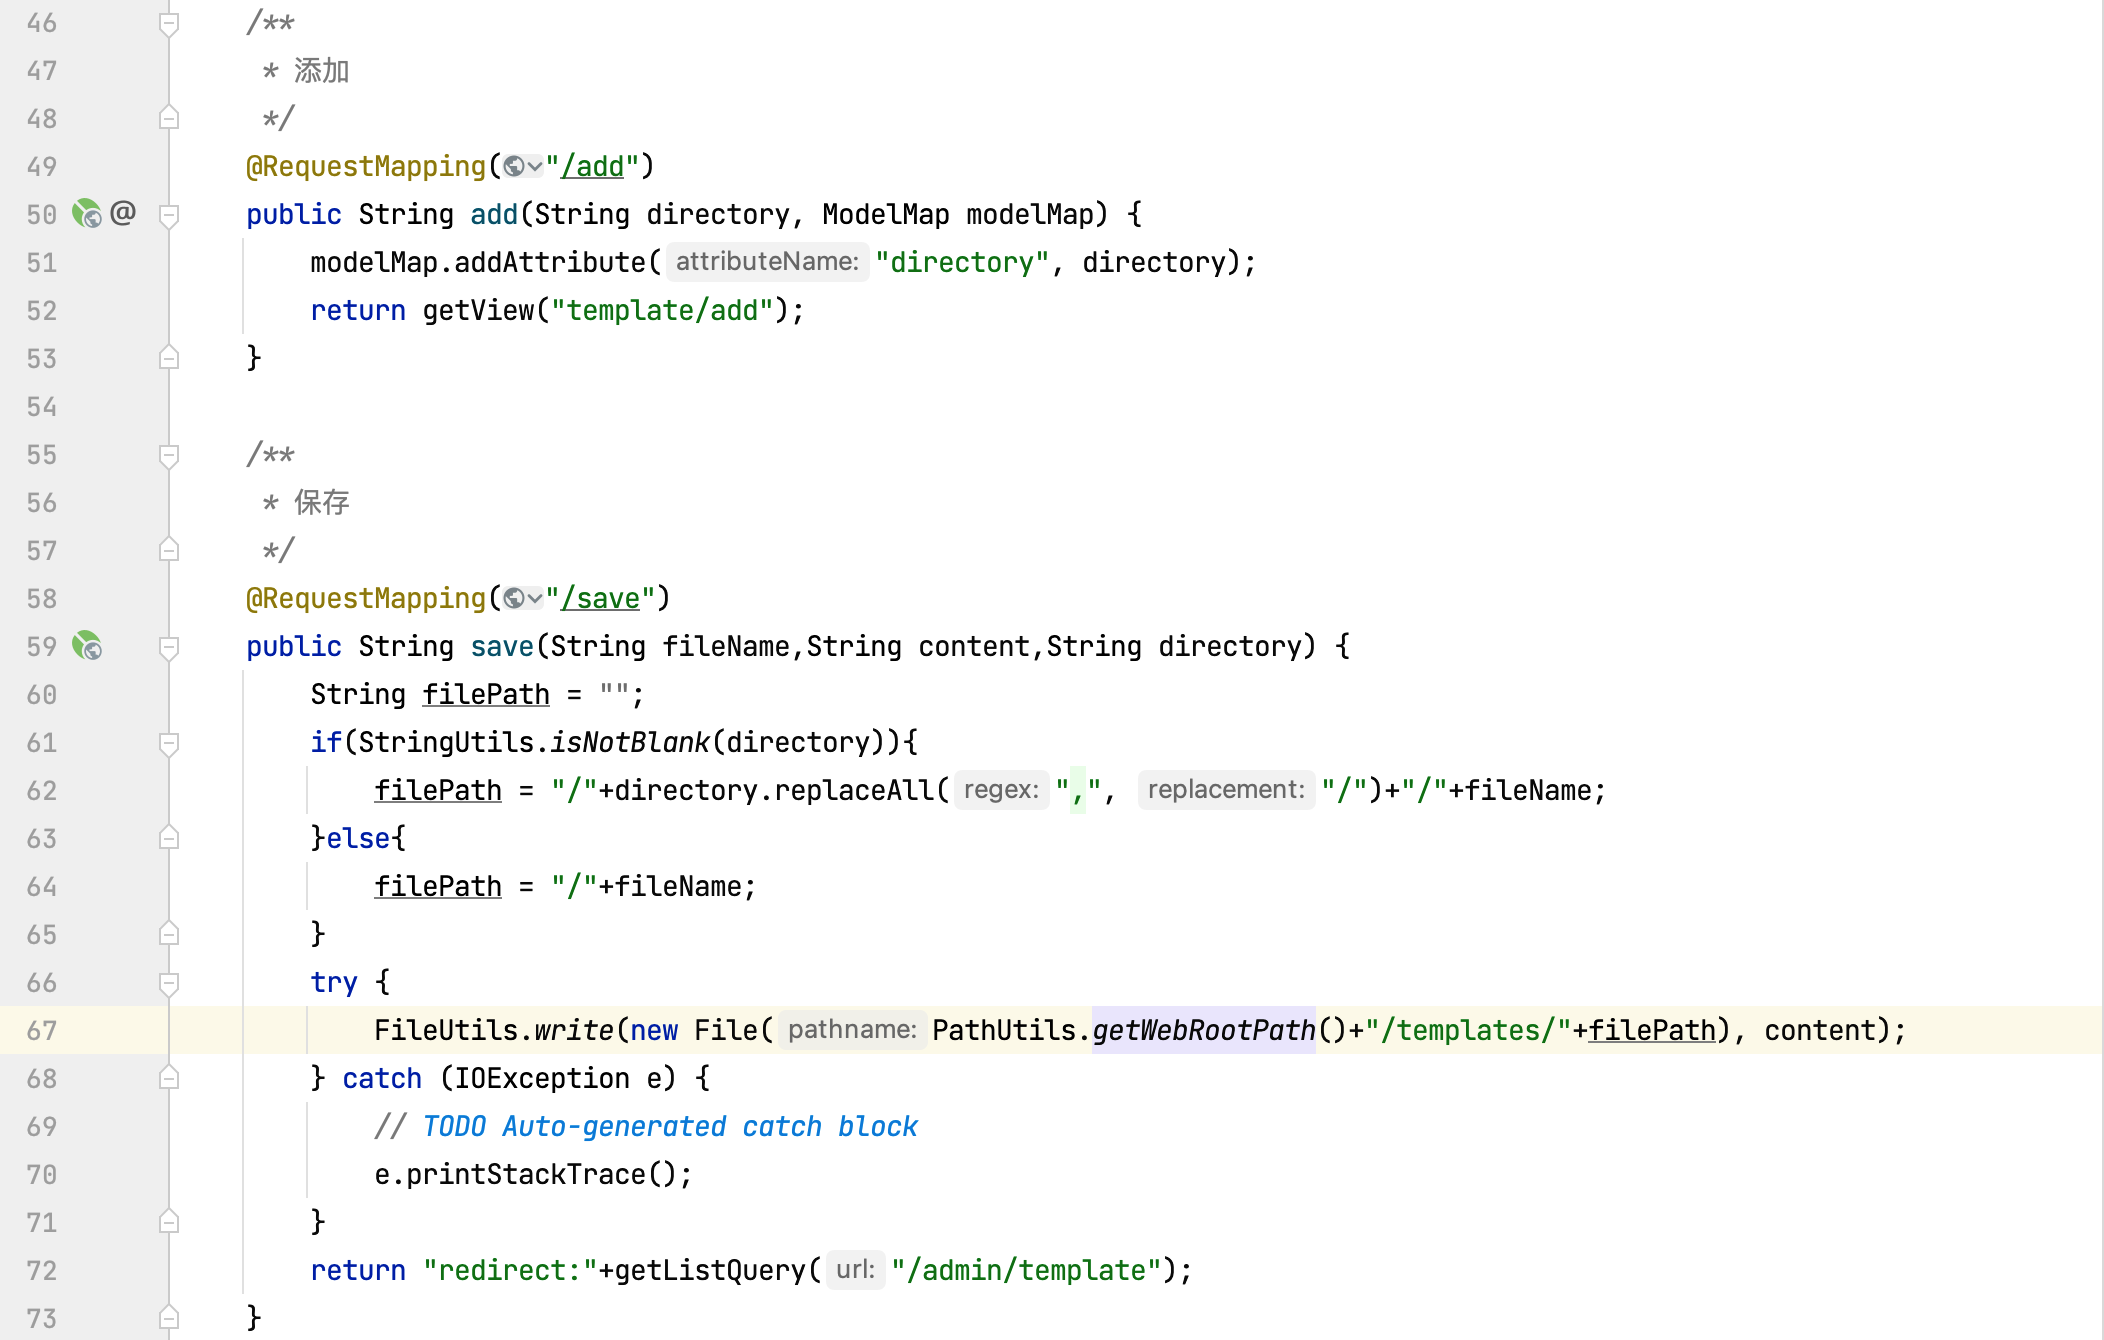 46 /**
47  * 添加
48  */
49 @RequestMapping("/add")
50 @ public String add(String directory, ModelMap modelMap) {
51     modelMap.addAttribute( attributeName: "directory", directory);
52     return getView("template/add");
53 }
54
55 /**
56  * 保存
57  */
58 @RequestMapping("/save")
59 public String save(String fileName,String content,String directory) {
60     String filePath = "";
61     if(StringUtils.isNotBlank(directory)){
62         filePath = "/"+directory.replaceAll( regex: ",", replacement: "/")+"/"+fileName;
63     }else{
64         filePath = "/"+fileName;
65     }
66     try {
67         FileUtils.write(new File( pathname: PathUtils.getWebRootPath()+"/templates/"+filePath), content);
68     } catch (IOException e) {
69         // TODO Auto-generated catch block
70         e.printStackTrace();
71     }
72     return "redirect:"+getListQuery( url: "/admin/template");
73 }